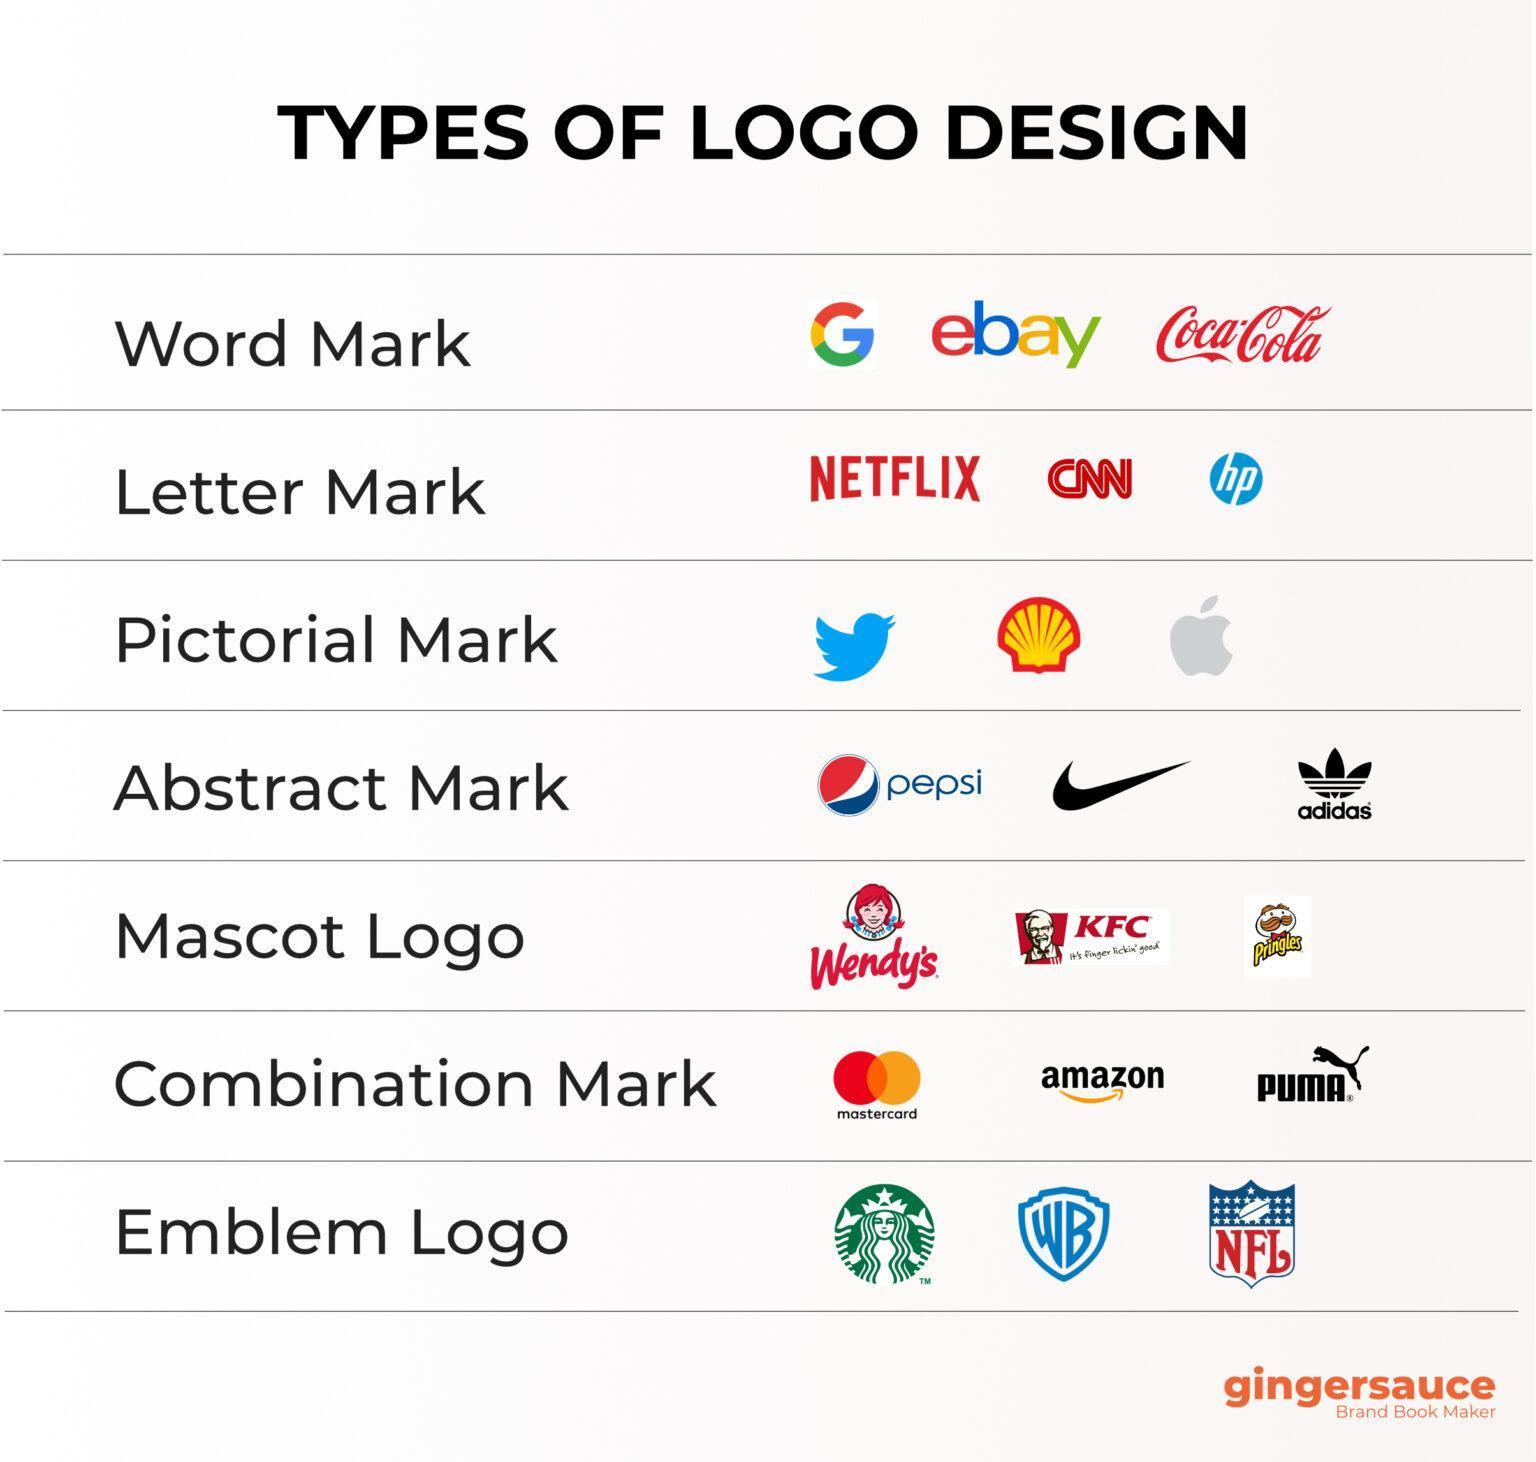 TYPES OF LOGO DESIGN
Word Mark
G ebay Coca-Cola
Letter Mark
NETFLIX CNN hp
Pictorial Mark
Abstract Mark
pepsi adidas
Mascot Logo
Wendy's KFC Pringles
It's finger lickin' good
Combination Mark
mastercard amazon PUMA®
Emblem Logo
WB NFL
TM
gingersauce
Brand Book Maker